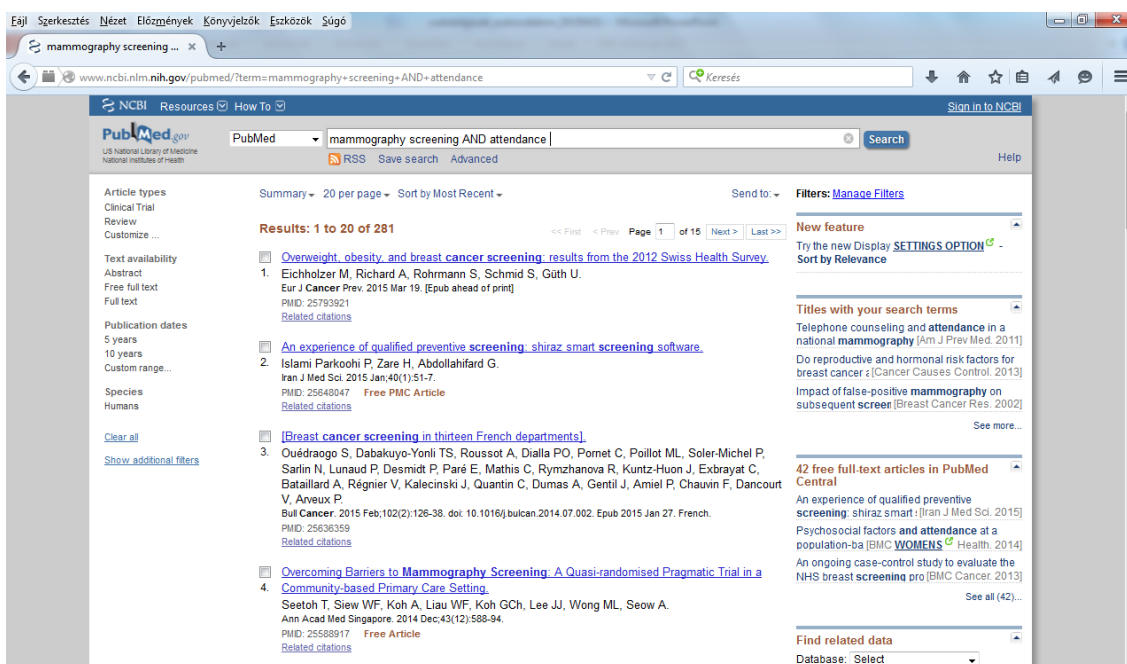 Fájl Szerkesztés Nézet Előzmények Könyvjelzők Eszközök Súgó
mammography screening ... × +
www.ncbi.nlm.nih.gov/pubmed/?term=mammography+screening+AND+attendance
Keresés
NCBI Resources How To
Sign in to NCBI
PubMed.gov
US National Library of Medicine
National Institutes of Health
PubMed
mammography screening AND attendance
Search
RSS Save search Advanced
Help
Article types
Clinical Trial
Review
Customize ...
Text availability
Abstract
Free full text
Full text
Publication dates
5 years
10 years
Custom range...
Species
Humans
Clear all
Show additional filters
Summary 20 per page Sort by Most Recent
Send to:
Results: 1 to 20 of 281
<< First < Prev Page 1 of 15 Next > Last >>
Overweight, obesity, and breast cancer screening: results from the 2012 Swiss Health Survey.
1. Eichholzer M, Richard A, Rohrmann S, Schmid S, Güth U.
Eur J Cancer Prev. 2015 Mar 19. [Epub ahead of print]
PMID: 25793921
Related citations
An experience of qualified preventive screening: shiraz smart screening software.
2. Islami Parkoohi P, Zare H, Abdollahifard G.
Iran J Med Sci. 2015 Jan;40(1):51-7.
PMID: 25648047 Free PMC Article
Related citations
[Breast cancer screening in thirteen French departments].
3. Ouédraogo S, Dabakuyo-Yonli TS, Roussot A, Dialla PO, Pornet C, Poillot ML, Soler-Michel P,
Sarlin N, Lunaud P, Desmidt P, Paré E, Mathis C, Rymzhanova R, Kuntz-Huon J, Exbrayat C,
Bataillard A, Régnier V, Kalecinski J, Quantin C, Dumas A, Gentil J, Amiel P, Chauvin F, Dancourt
V, Arveux P.
Bull Cancer. 2015 Feb;102(2):126-38. doi: 10.1016/j.bulcan.2014.07.002. Epub 2015 Jan 27. French.
PMID: 25636359
Related citations
Overcoming Barriers to Mammography Screening: A Quasi-randomised Pragmatic Trial in a
4. Community-based Primary Care Setting.
Seetoh T, Siew WF, Koh A, Liau WF, Koh GCh, Lee JJ, Wong ML, Seow A.
Ann Acad Med Singapore. 2014 Dec;43(12):588-94.
PMID: 25588917 Free Article
Related citations
Filters: Manage Filters
New feature
Try the new Display SETTINGS OPTION -
Sort by Relevance
Titles with your search terms
Telephone counseling and attendance in a
national mammography [Am J Prev Med. 2011]
Do reproductive and hormonal risk factors for
breast cancer a [Cancer Causes Control. 2013]
Impact of false-positive mammography on
subsequent screen [Breast Cancer Res. 2002]
See more...
42 free full-text articles in PubMed
Central
An experience of qualified preventive
screening: shiraz smart : [Iran J Med Sci. 2015]
Psychosocial factors and attendance at a
population-ba [BMC WOMENS Health. 2014]
An ongoing case-control study to evaluate the
NHS breast screening pro [BMC Cancer. 2013]
See all (42)...
Find related data
Database: Select